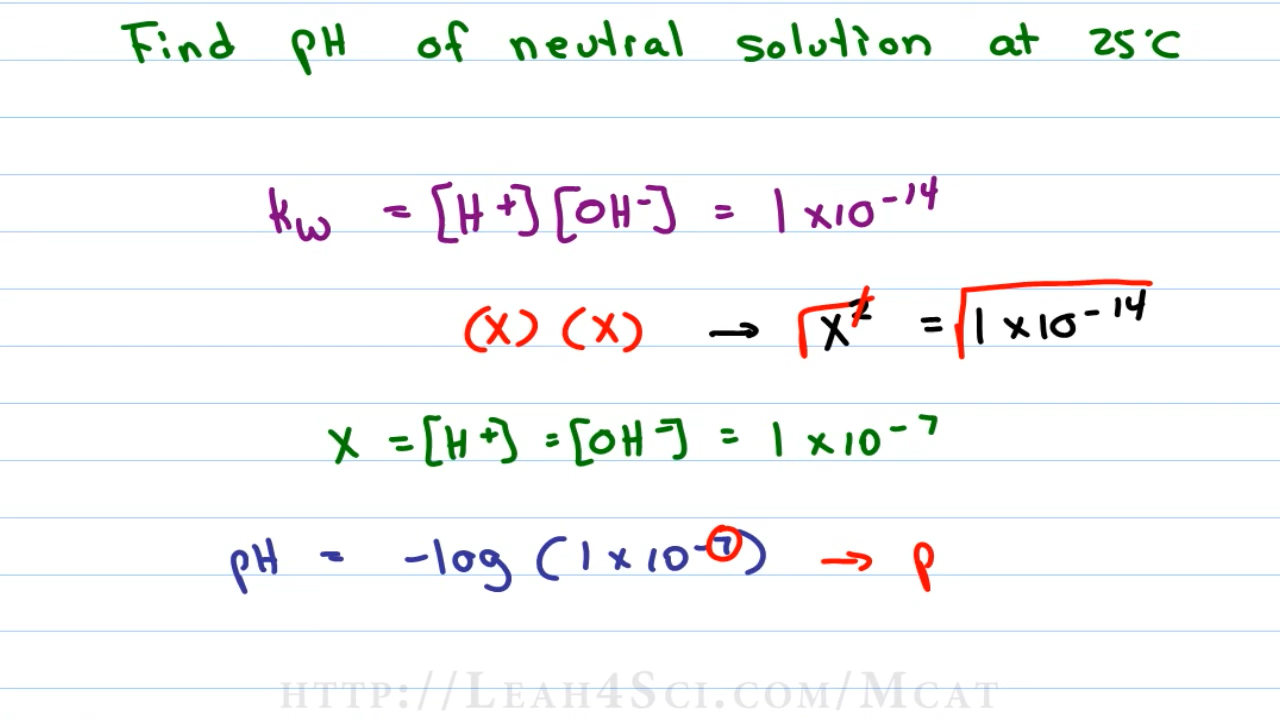 Find pH of neutral solution at 25°C
Kw = [H+][OH-] = 1 x10-14
(x) (x) → √x2 = √1 x10-14
x = [H+] = [OH-] = 1 x10-7
pH = -log (1 x10-7) → p
HTTP://LEAH4SCI.COM/MCAT